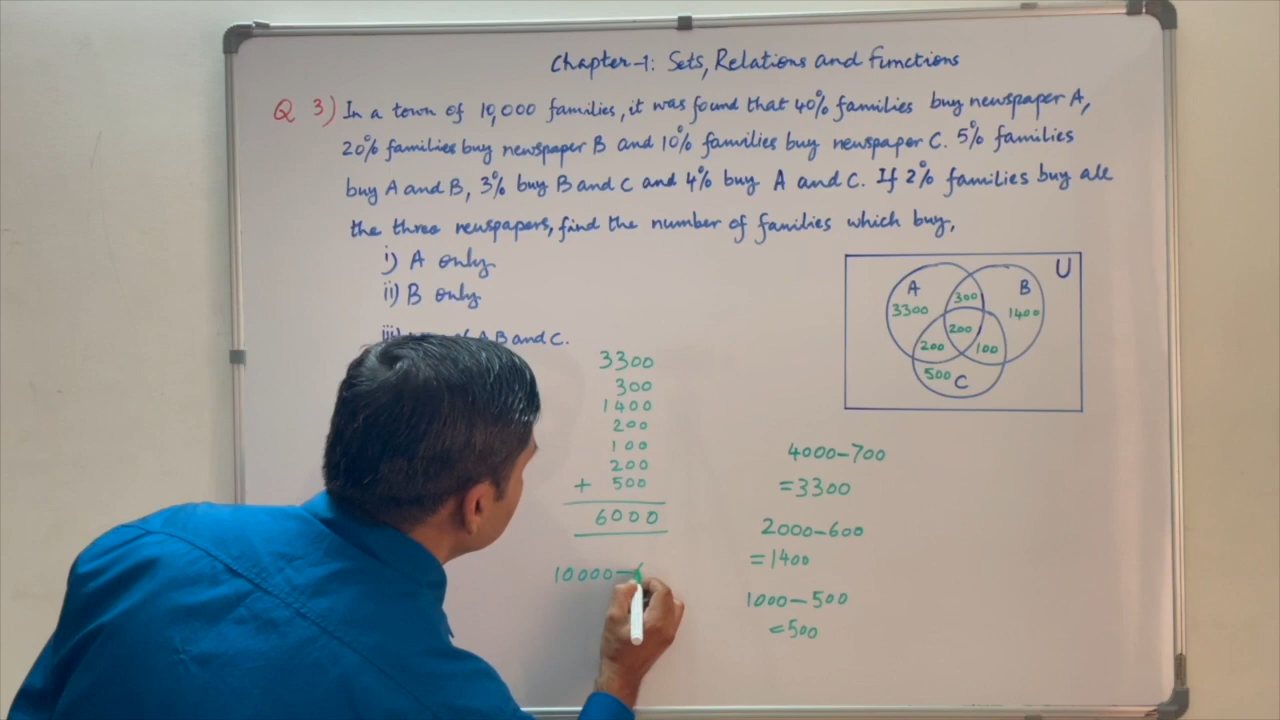 Chapter-1: Sets, Relations and Functions
Q 3) In a town of 10,000 families, it was found that 40% families buy newspaper A,
20% families buy newspaper B and 10% families buy newspaper C. 5% families
buy A and B, 3% buy B and C and 4% buy A and C. If 2% families buy all
the three newspapers, find the number of families which buy,
i) A only
ii) B only
iii) A B and C.
U
A
B
300
3300
1400
200
200
100
500
C
3300
300
1400
200
100
200
+ 500
6000
10000-
4000-700
=3300
2000-600
=1400
1000-500
=500